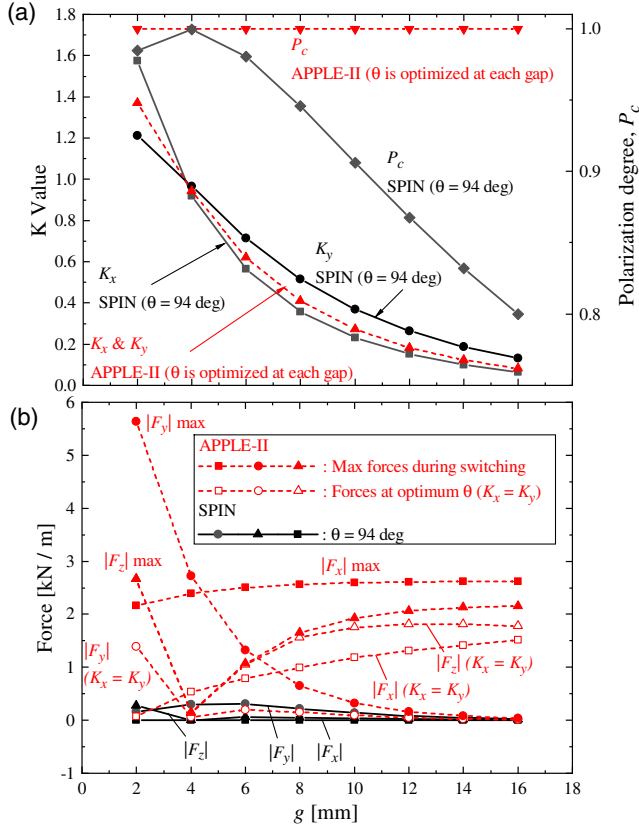 (a)
1.8
1.6
1.4
1.2
1.0
0.8
0.6
0.4
0.2
0.0
K Value
1.0
0.9
0.8
Polarization degree, P_c
P_c
APPLE-II (θ is optimized at each gap)
P_c
SPIN (θ = 94 deg)
K_y
SPIN (θ = 94 deg)
K_x
SPIN (θ = 94 deg)
K_x & K_y
APPLE-II (θ is optimized at each gap)
(b)
6
5
4
3
2
1
0
-1
Force [kN / m]
|F_y| max
APPLE-II
: Max forces during switching
: Forces at optimum θ (K_x = K_y)
SPIN
: θ = 94 deg
|F_z| max
|F_x| max
|F_y|
(K_x = K_y)
|F_z| (K_x = K_y)
|F_x| (K_x = K_y)
|F_z|
|F_y|
|F_x|
0 2 4 6 8 10 12 14 16 18
g [mm]